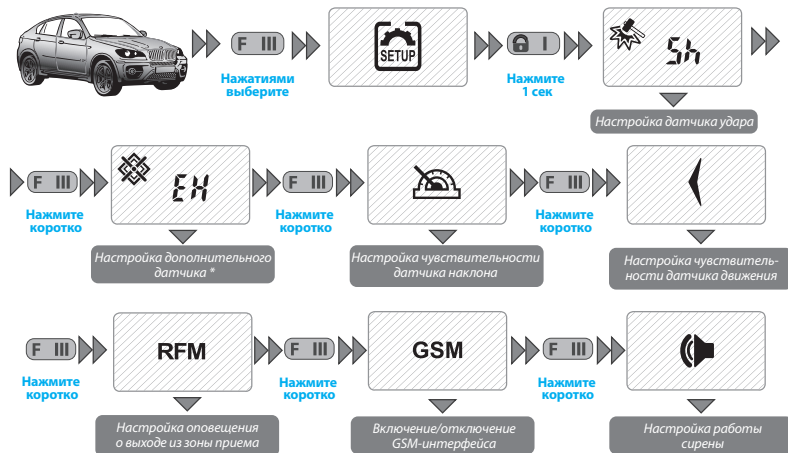 F III
SETUP
I
Sh
Нажатиями
выберите
Нажмите
1 сек
Настройка датчика удара
F III
EH
F III
F III
Нажмите
коротко
Нажмите
коротко
Нажмите
коротко
Настройка дополнительного
датчика *
Настройка чувствительности
датчика наклона
Настройка чувствитель-
ности датчика движения
F III
RFM
F III
GSM
F III
Нажмите
коротко
Нажмите
коротко
Нажмите
коротко
Настройка оповещения
о выходе из зоны приема
Включение/отключение
GSM-интерфейса
Настройка работы
сирены